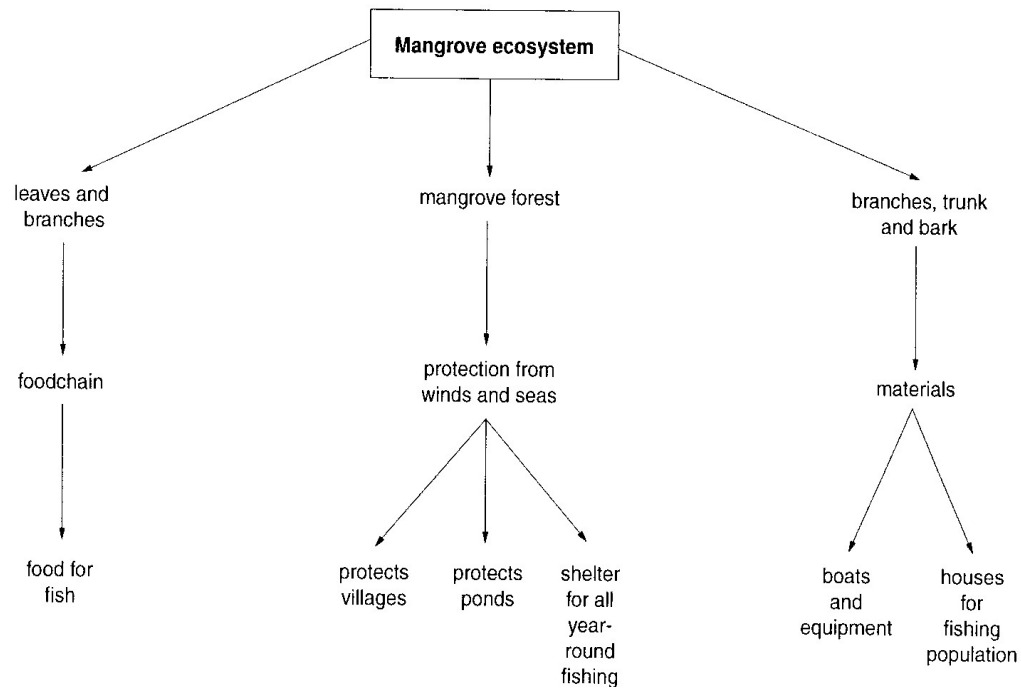 Mangrove ecosystem
leaves and
branches
mangrove forest
branches, trunk
and bark
foodchain
protection from
winds and seas
materials
food for
fish
protects
villages
protects
ponds
shelter
for all
year-
round
fishing
boats
and
equipment
houses
for
fishing
population